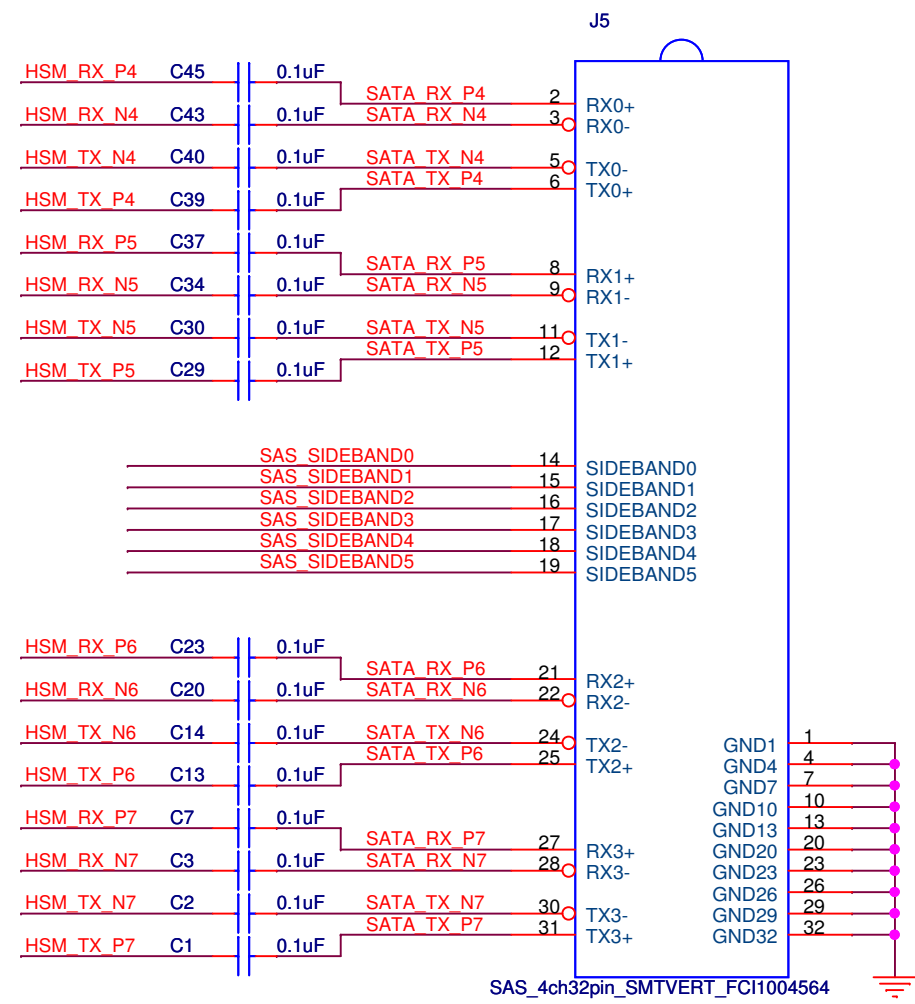 J5
HSM_RX_P4 C45 0.1uF
SATA_RX_P4 2 RX0+
HSM_RX_N4 C43 0.1uF SATA_RX_N4 3 RX0-
HSM_TX_N4 C40 0.1uF SATA_TX_N4 5 TX0-
SATA_TX_P4 6 TX0+
HSM_TX_P4 C39 0.1uF
HSM_RX_P5 C37 0.1uF
SATA_RX_P5 8 RX1+
HSM_RX_N5 C34 0.1uF SATA_RX_N5 9 RX1-
HSM_TX_N5 C30 0.1uF SATA_TX_N5 11 TX1-
SATA_TX_P5 12 TX1+
HSM_TX_P5 C29 0.1uF
SAS_SIDEBAND0 14 SIDEBAND0
SAS_SIDEBAND1 15 SIDEBAND1
SAS_SIDEBAND2 16 SIDEBAND2
SAS_SIDEBAND3 17 SIDEBAND3
SAS_SIDEBAND4 18 SIDEBAND4
SAS_SIDEBAND5 19 SIDEBAND5
HSM_RX_P6 C23 0.1uF
SATA_RX_P6 21 RX2+
HSM_RX_N6 C20 0.1uF SATA_RX_N6 22 RX2-
HSM_TX_N6 C14 0.1uF SATA_TX_N6 24 TX2- GND1 1
SATA_TX_P6 25 TX2+ GND4 4
HSM_TX_P6 C13 0.1uF GND7 7
GND10 10
HSM_RX_P7 C7 0.1uF GND13 13
SATA_RX_P7 27 RX3+ GND20 20
HSM_RX_N7 C3 0.1uF SATA_RX_N7 28 RX3- GND23 23
GND26 26
HSM_TX_N7 C2 0.1uF SATA_TX_N7 30 TX3- GND29 29
SATA_TX_P7 31 TX3+ GND32 32
HSM_TX_P7 C1 0.1uF
SAS_4ch32pin_SMTVERT_FCI1004564